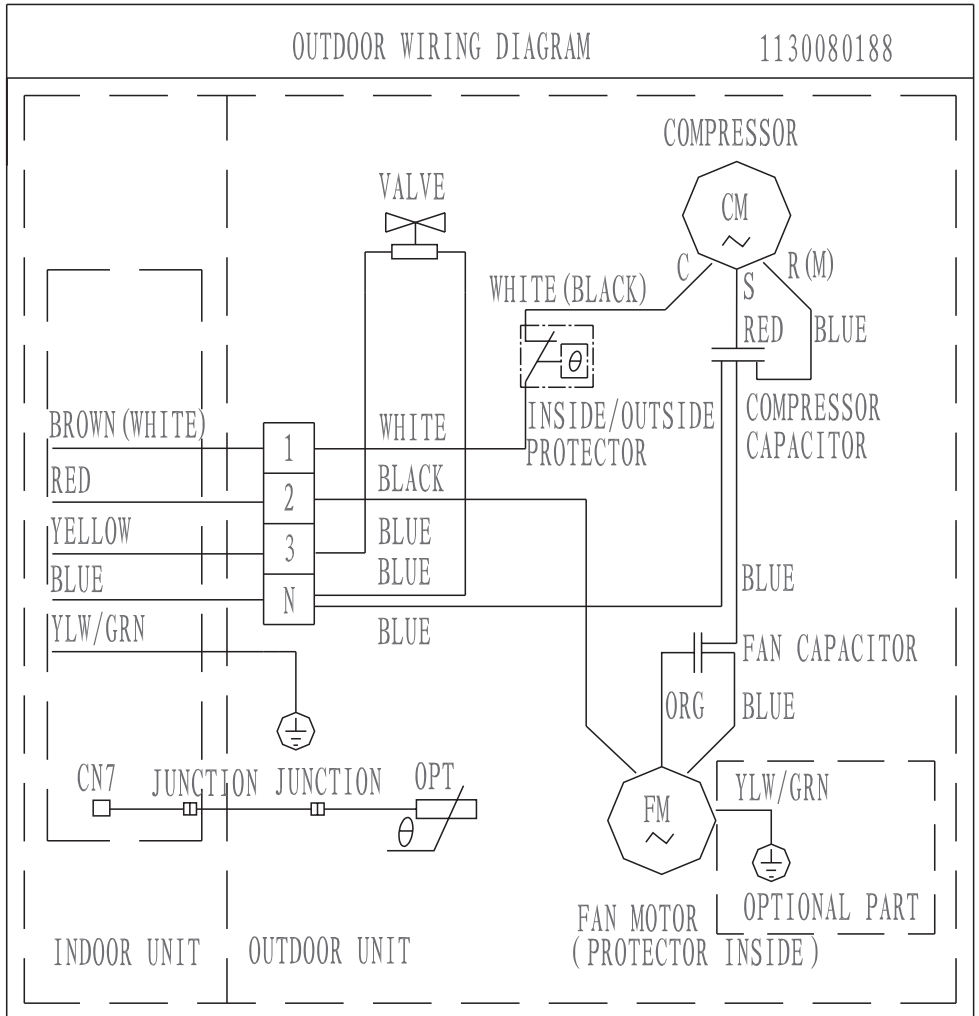 OUTDOOR WIRING DIAGRAM 1130080188
COMPRESSOR
VALVE
CM
C
S
R(M)
WHITE(BLACK)
RED
BLUE
θ
INSIDE/OUTSIDE
PROTECTOR
COMPRESSOR
CAPACITOR
BROWN(WHITE)
1
WHITE
RED
2
BLACK
YELLOW
3
BLUE
BLUE
BLUE
N
BLUE
BLUE
YLW/GRN
FAN CAPACITOR
ORG
BLUE
CN7
JUNCTION
JUNCTION
OPT
θ
FM
YLW/GRN
OPTIONAL PART
FAN MOTOR
(PROTECTOR INSIDE)
INDOOR UNIT
OUTDOOR UNIT